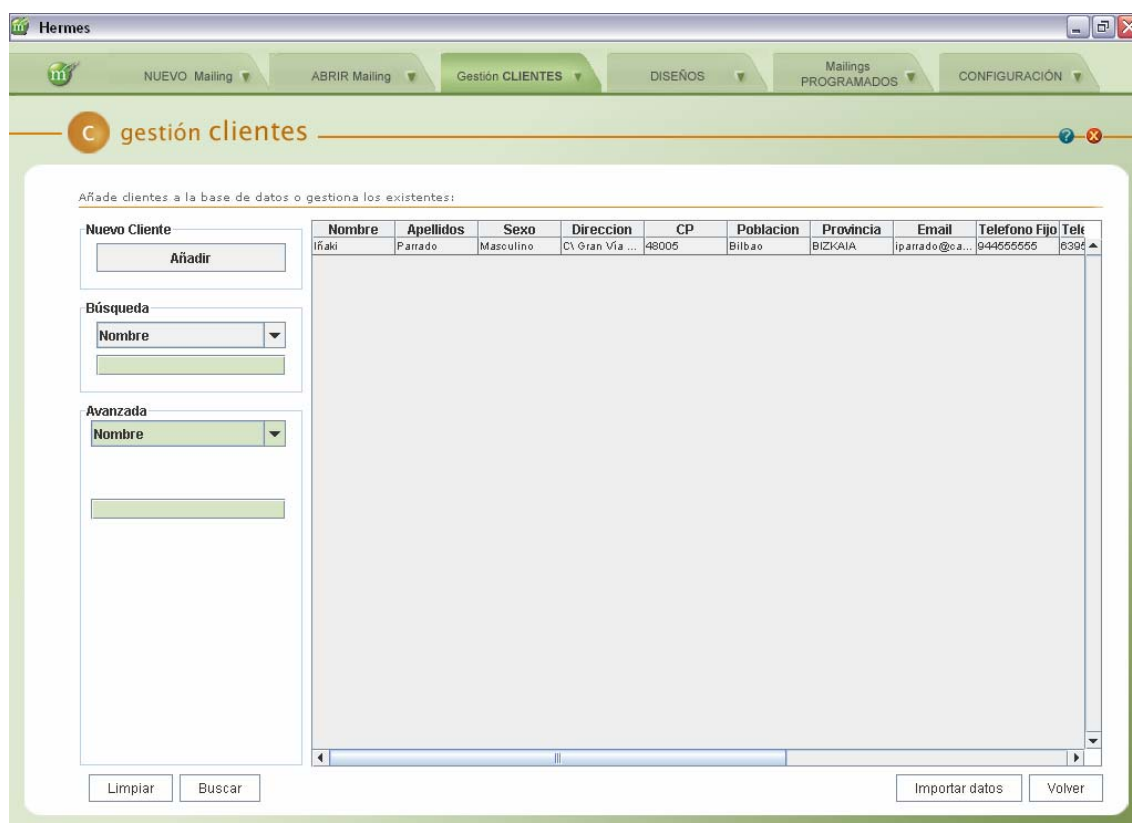 Hermes
NUEVO Mailing
ABRIR Mailing
Gestión CLIENTES
DISEÑOS
Mailings
PROGRAMADOS
CONFIGURACIÓN
c gestión clientes
Añade clientes a la base de datos o gestiona los existentes:
Nuevo Cliente
Añadir
Búsqueda
Nombre
Avanzada
Nombre
Nombre Apellidos Sexo Direccion CP Poblacion Provincia Email Telefono Fijo Tele
Iñaki Parrado Masculino C\ Gran Vía ... 48005 Bilbao BIZKAIA iparrado@ca... 944555555 6395
Limpiar Buscar Importar datos Volver